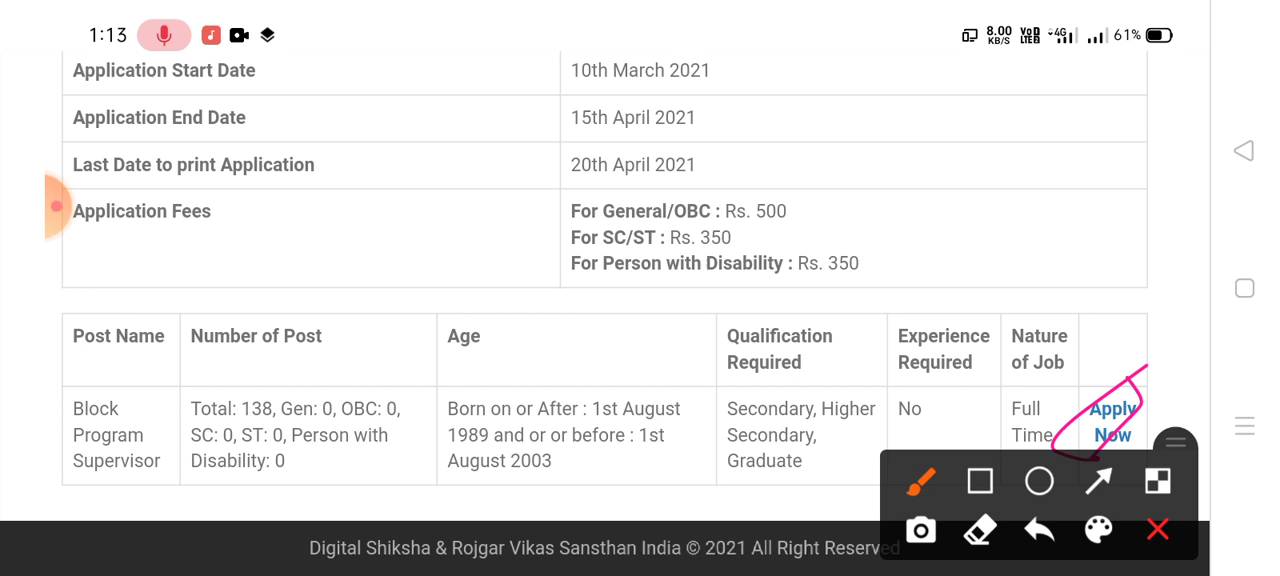 1:13
8.00 KB/S VoD LTE2 4G 61%
Application Start Date 10th March 2021
Application End Date 15th April 2021
Last Date to print Application 20th April 2021
Application Fees For General/OBC : Rs. 500
For SC/ST : Rs. 350
For Person with Disability : Rs. 350
Post Name Number of Post Age Qualification Required Experience Required Nature of Job
Block Program Supervisor Total: 138, Gen: 0, OBC: 0, SC: 0, ST: 0, Person with Disability: 0 Born on or After : 1st August 1989 and or or before : 1st August 2003 Secondary, Higher Secondary, Graduate No Full Time Apply Now
Digital Shiksha & Rojgar Vikas Sansthan India © 2021 All Right Reserved